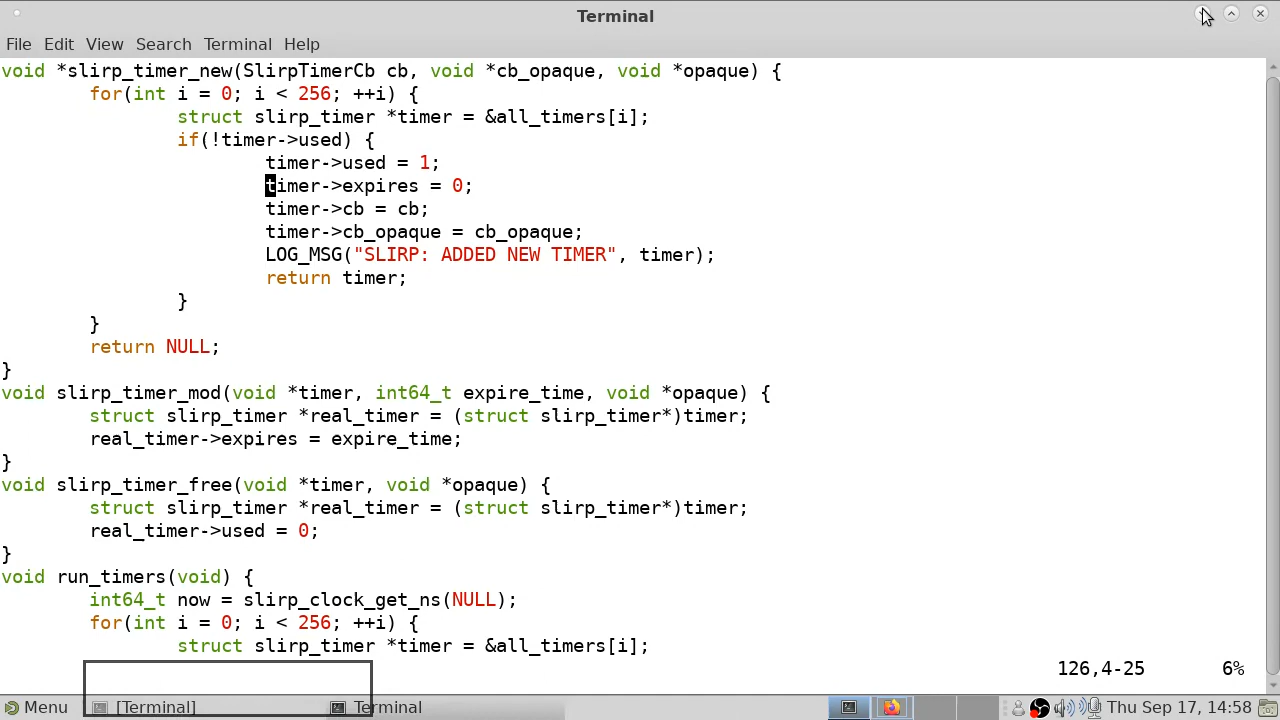 Terminal
File Edit View Search Terminal Help
void *slirp_timer_new(SlirpTimerCb cb, void *cb_opaque, void *opaque) {
        for(int i = 0; i < 256; ++i) {
                struct slirp_timer *timer = &all_timers[i];
                if(!timer->used) {
                        timer->used = 1;
                        timer->expires = 0;
                        timer->cb = cb;
                        timer->cb_opaque = cb_opaque;
                        LOG_MSG("SLIRP: ADDED NEW TIMER", timer);
                        return timer;
                }
        }
        return NULL;
}
void slirp_timer_mod(void *timer, int64_t expire_time, void *opaque) {
        struct slirp_timer *real_timer = (struct slirp_timer*)timer;
        real_timer->expires = expire_time;
}
void slirp_timer_free(void *timer, void *opaque) {
        struct slirp_timer *real_timer = (struct slirp_timer*)timer;
        real_timer->used = 0;
}
void run_timers(void) {
        int64_t now = slirp_clock_get_ns(NULL);
        for(int i = 0; i < 256; ++i) {
                struct slirp_timer *timer = &all_timers[i];
126,4-25 6%
Menu [Terminal] Terminal Thu Sep 17, 14:58